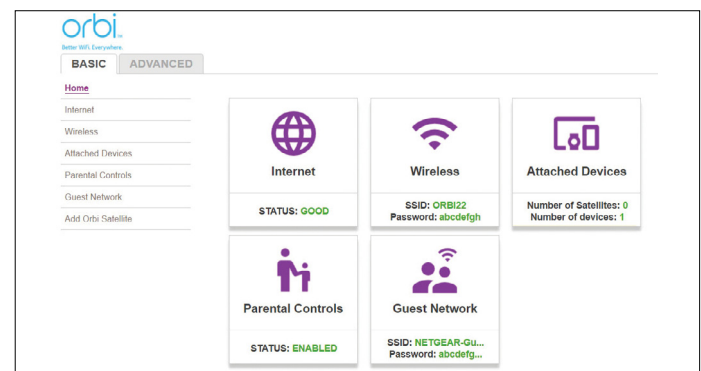 orbi
Better WiFi Everywhere.
BASIC
ADVANCED
Home
Internet
Wireless
Attached Devices
Parental Controls
Guest Network
Add Orbi Satellite
Internet
STATUS: GOOD
Wireless
SSID: ORBI22
Password: abcdefgh
Attached Devices
Number of Satellites: 0
Number of devices: 1
Parental Controls
STATUS: ENABLED
Guest Network
SSID: NETGEAR-Gu...
Password: abcdefg...